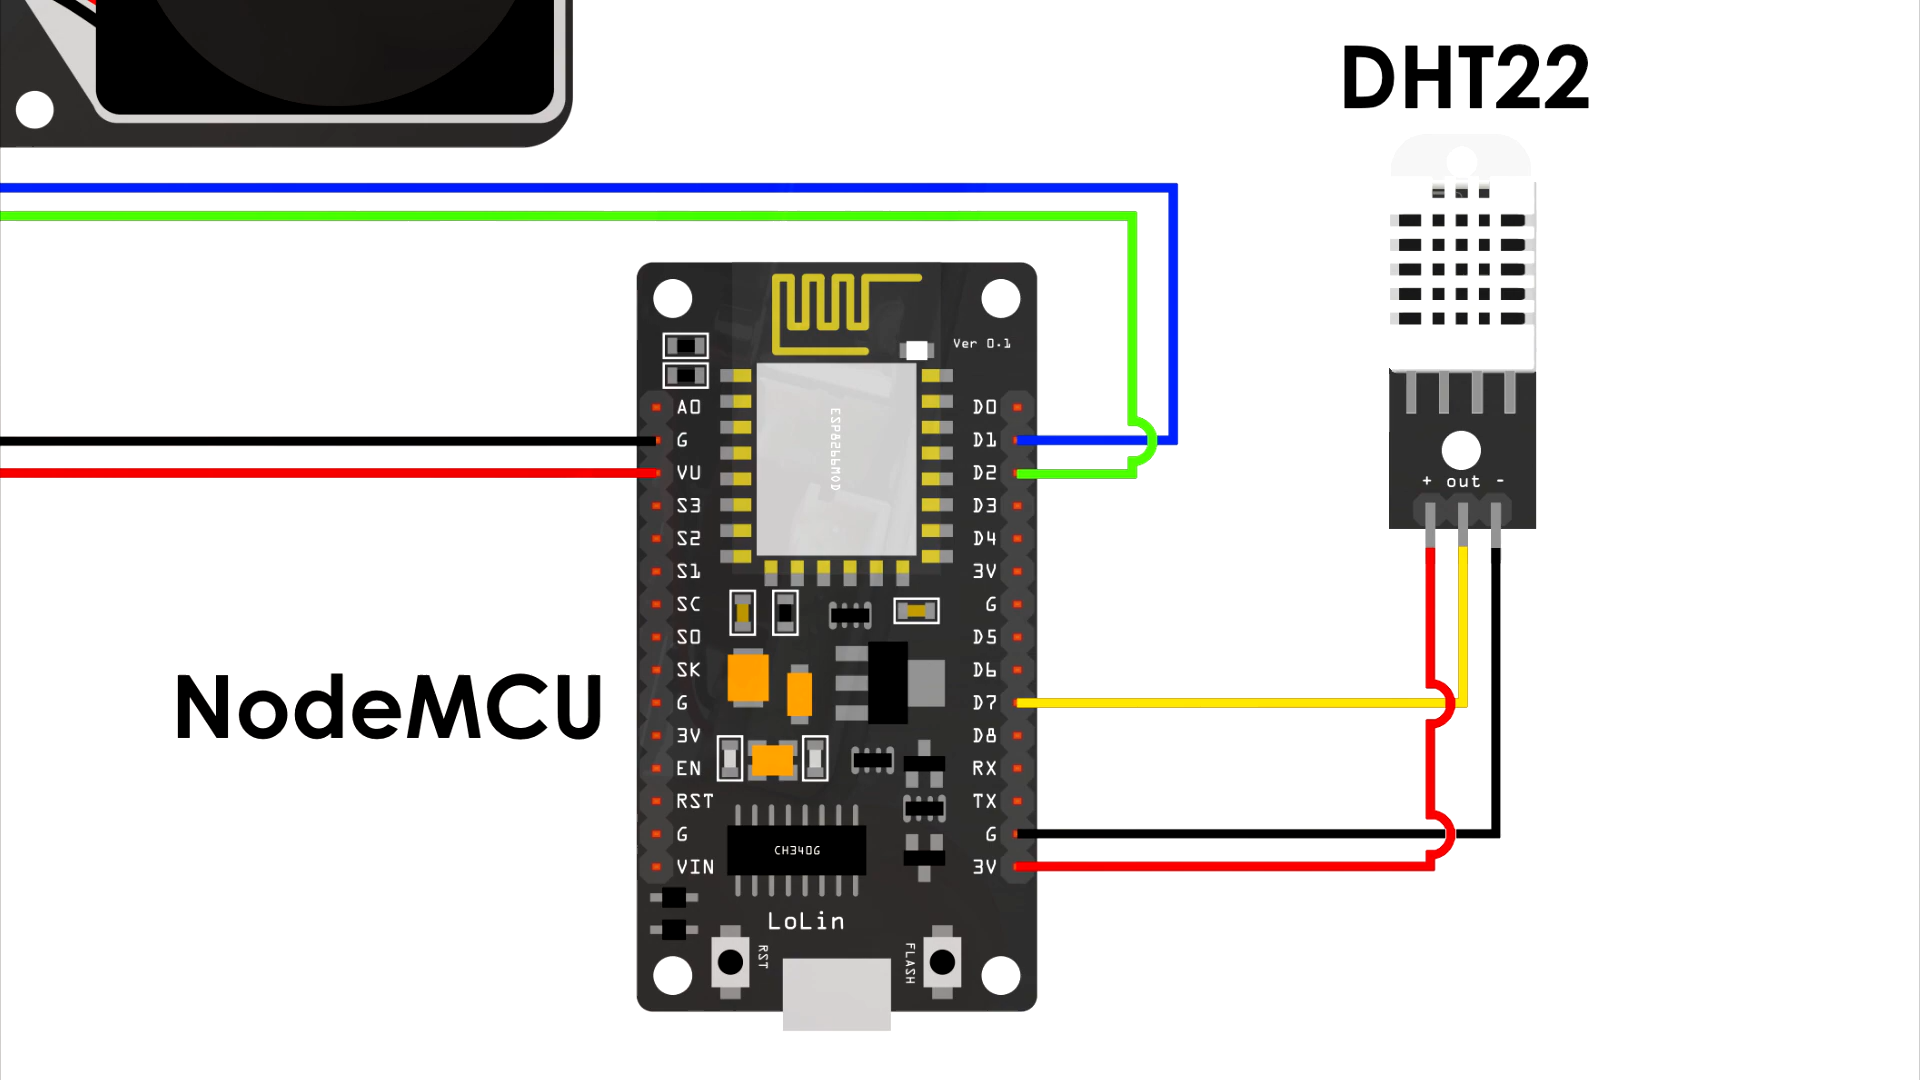 DHT22
Ver 0.1
A0
G
VU
S3
S2
S1
SC
S0
SK
G
3V
EN
RST
G
VIN
D0
D1
D2
D3
D4
3V
G
D5
D6
D7
D8
RX
TX
G
3V
+ out -
NodeMCU
CH340G
LoLin
RST
FLASH